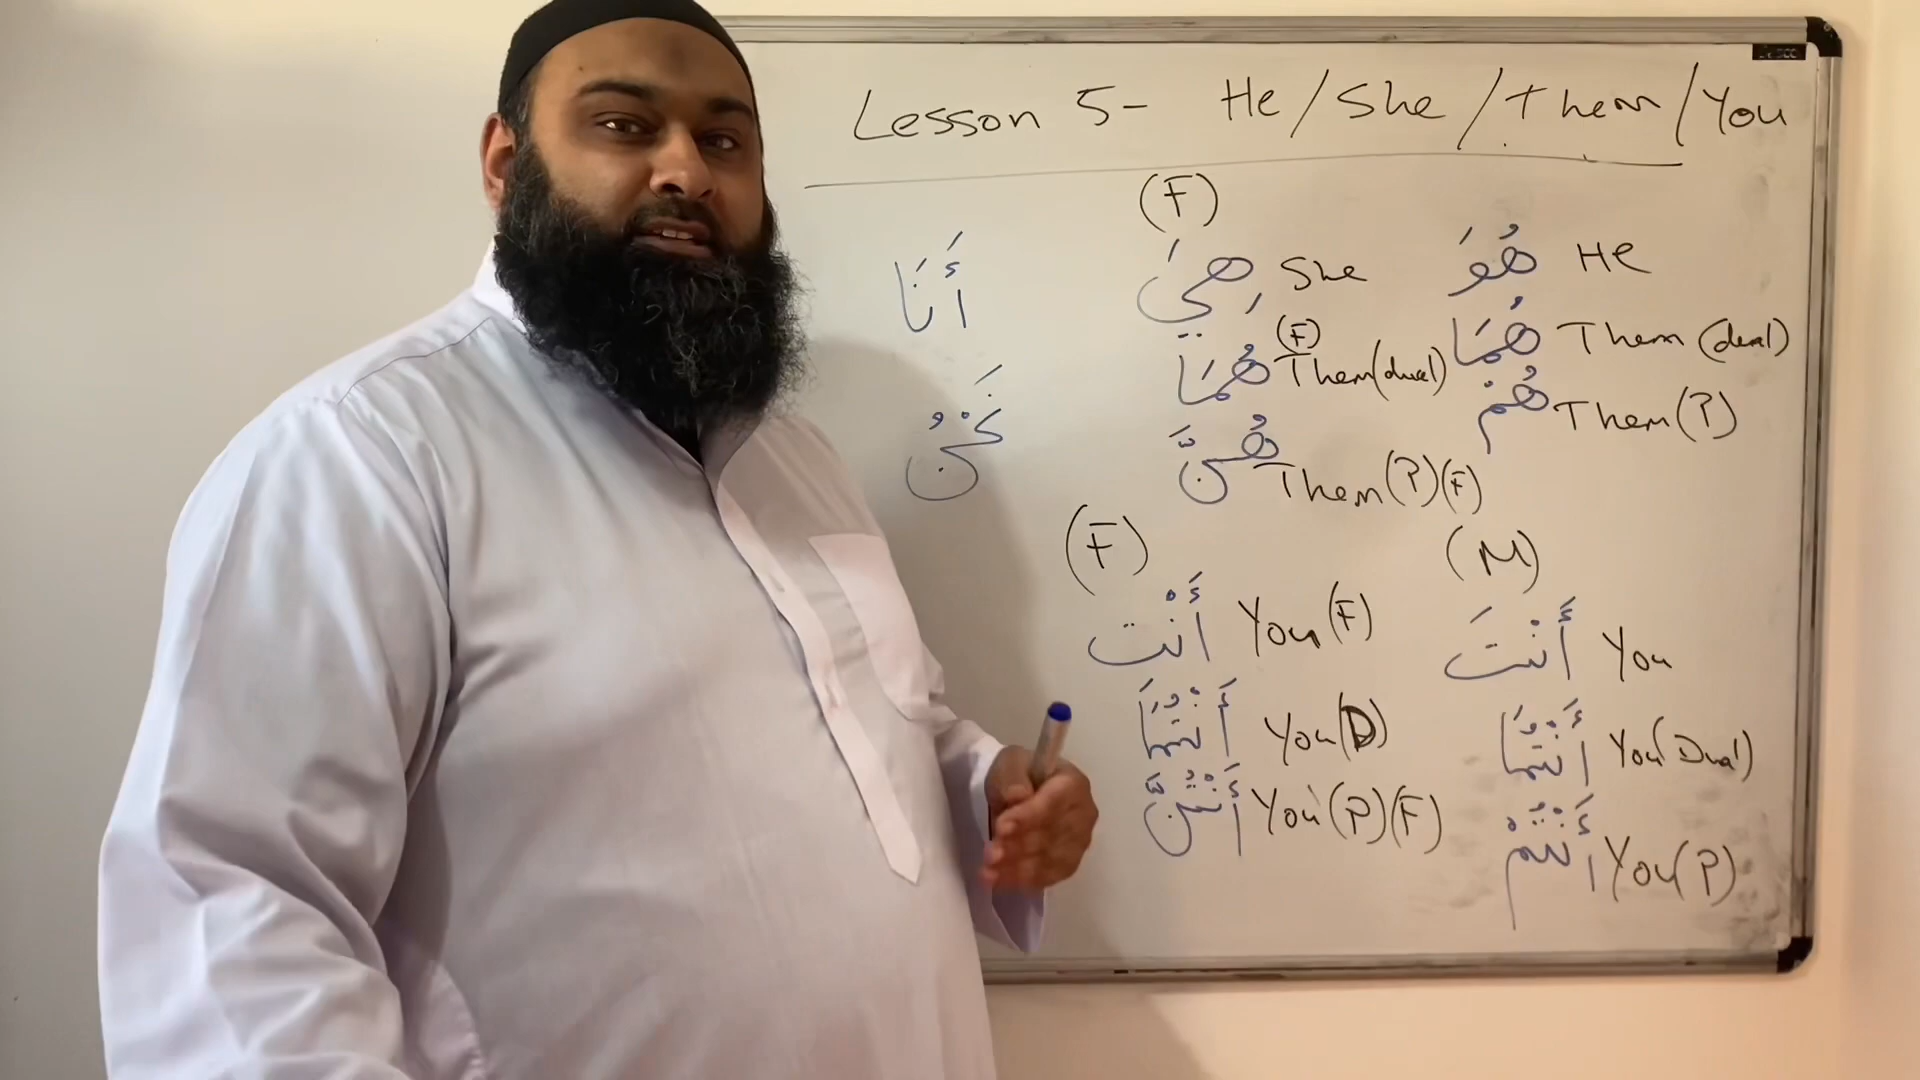 Lesson 5- He/She/Them/You
(F)
هُوَ He
هِيَ She
أَنَا
هُمَا Them (dual)
(F)
هُمَا Them(dual)
هُمْ Them(P)
نَحْنُ
هُنَّ Them(P)(F)
(M)
(F)
أَنْتَ You
أَنْت You(F)
أَنْتُمَا You(Dual)
أَنْتُمَا You(D)
أَنْتُمْ You(P)
أَنْتُنَّ You(P)(F)